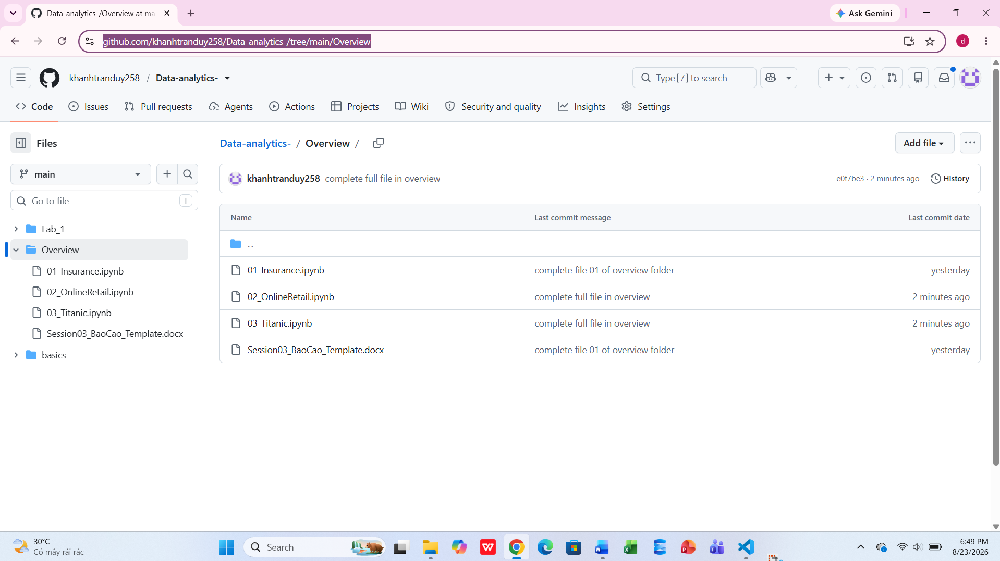 Data-analytics-/Overview at ma
Ask Gemini
github.com/khanhtranduy258/Data-analytics-/tree/main/Overview
d
khanhtranduy258 / Data-analytics-
Type / to search
Code
Issues
Pull requests
Agents
Actions
Projects
Wiki
Security and quality
Insights
Settings
Files
main
Go to file
T
Lab_1
Overview
01_Insurance.ipynb
02_OnlineRetail.ipynb
03_Titanic.ipynb
Session03_BaoCao_Template.docx
basics
Data-analytics- / Overview /
Add file
khanhtranduy258 complete full file in overview
e0f7be3 · 2 minutes ago
History
Name Last commit message Last commit date
..
01_Insurance.ipynb complete file 01 of overview folder yesterday
02_OnlineRetail.ipynb complete full file in overview 2 minutes ago
03_Titanic.ipynb complete full file in overview 2 minutes ago
Session03_BaoCao_Template.docx complete file 01 of overview folder yesterday
30°C
Có mây rải rác
Search
6:49 PM
8/23/2026